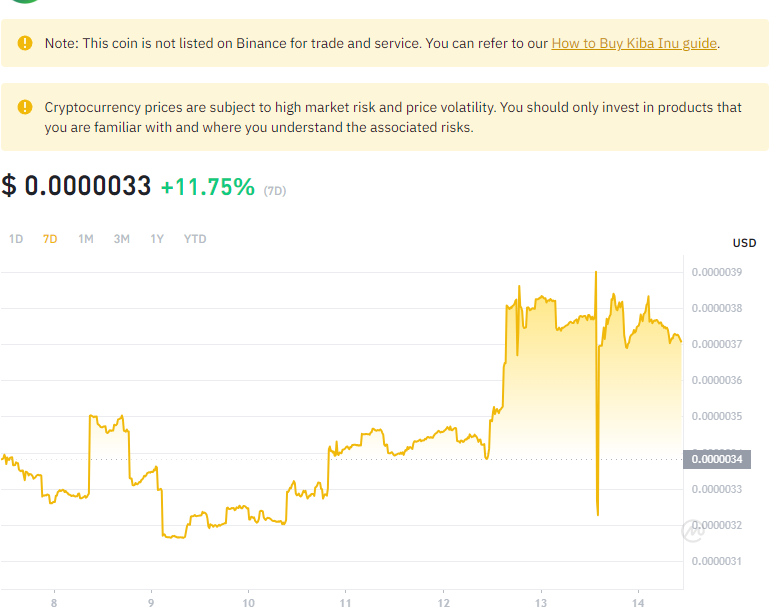 Note: This coin is not listed on Binance for trade and service. You can refer to our How to Buy Kiba Inu guide.
Cryptocurrency prices are subject to high market risk and price volatility. You should only invest in products that
you are familiar with and where you understand the associated risks.
$ 0.0000033 +11.75% (7D)
1D 7D 1M 3M 1Y YTD
USD
0.0000039
0.0000038
0.0000037
0.0000036
0.0000035
0.0000034
0.0000033
0.0000032
0.0000031
8 9 10 11 12 13 14